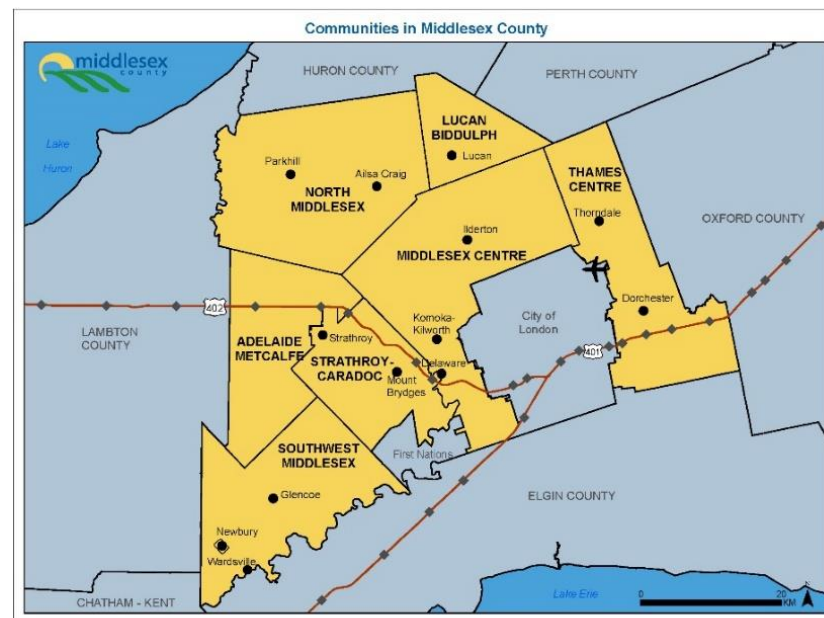 Communities in Middlesex County
middlesex
county
HURON COUNTY
PERTH COUNTY
Lake
Huron
LUCAN
BIDDULPH
Lucan
Parkhill
Ailsa Craig
NORTH
MIDDLESEX
THAMES
CENTRE
Thorndale
OXFORD COUNTY
Ilderton
MIDDLESEX CENTRE
402
LAMBTON
COUNTY
ADELAIDE
METCALFE
Strathroy
STRATHROY-
CARADOC
Mount
Brydges
Komoka-
Kilworth
Delaware
City of
London
Dorchester
401
First Nations
SOUTHWEST
MIDDLESEX
Glencoe
Newbury
Wardsville
ELGIN COUNTY
CHATHAM - KENT
Lake Erie
0
20
KM
N